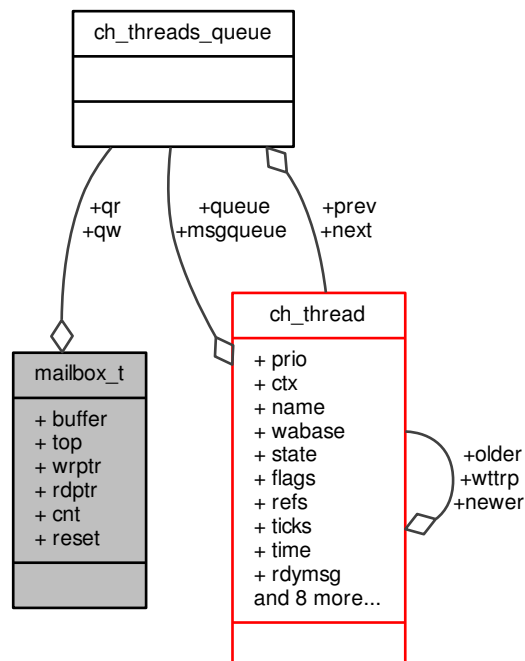 ch_threads_queue
+qr
+qw
+queue
+msgqueue
+prev
+next
mailbox_t
+ buffer
+ top
+ wrptr
+ rdptr
+ cnt
+ reset
ch_thread
+ prio
+ ctx
+ name
+ wabase
+ state
+ flags
+ refs
+ ticks
+ time
+ rdymsg
and 8 more...
+older
+wttrp
+newer